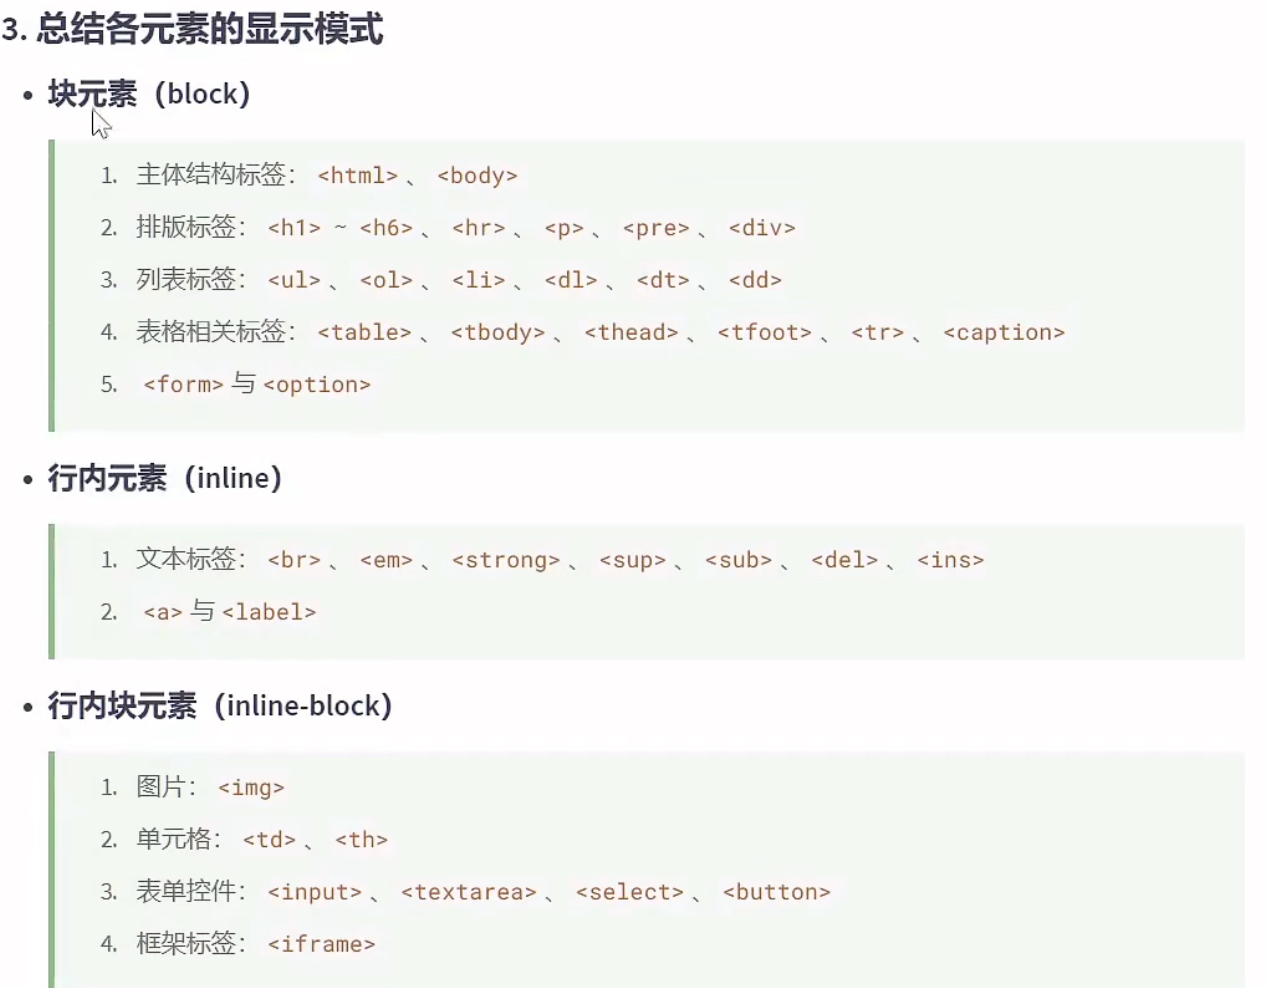 3. 总结各元素的显示模式
• 块元素（block）
1. 主体结构标签： <html> 、 <body>
2. 排版标签： <h1> ~ <h6> 、 <hr> 、 <p> 、 <pre> 、 <div>
3. 列表标签： <ul> 、 <ol> 、 <li> 、 <dl> 、 <dt> 、 <dd>
4. 表格相关标签： <table> 、 <tbody> 、 <thead> 、 <tfoot> 、 <tr> 、 <caption>
5. <form> 与 <option>
• 行内元素（inline）
1. 文本标签： <br> 、 <em> 、 <strong> 、 <sup> 、 <sub> 、 <del> 、 <ins>
2. <a> 与 <label>
• 行内块元素（inline-block）
1. 图片： <img>
2. 单元格： <td> 、 <th>
3. 表单控件： <input> 、 <textarea> 、 <select> 、 <button>
4. 框架标签： <iframe>